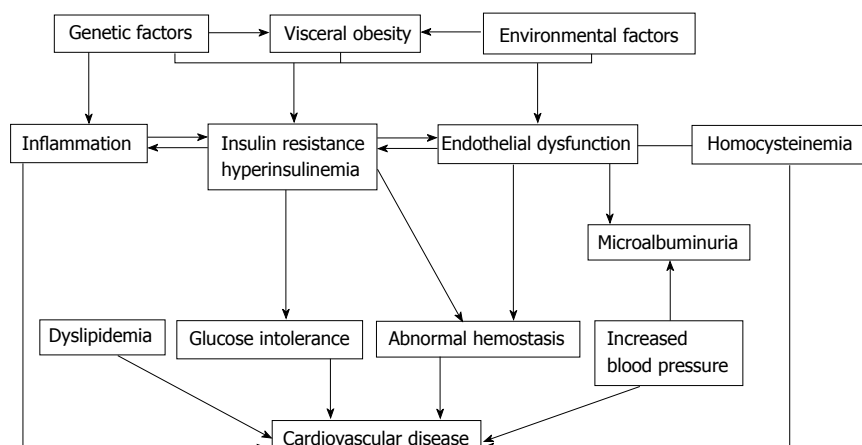 Genetic factors
Visceral obesity
Environmental factors
Inflammation
Insulin resistance
hyperinsulinemia
Endothelial dysfunction
Homocysteinemia
Microalbuminuria
Dyslipidemia
Glucose intolerance
Abnormal hemostasis
Increased
blood pressure
Cardiovascular disease